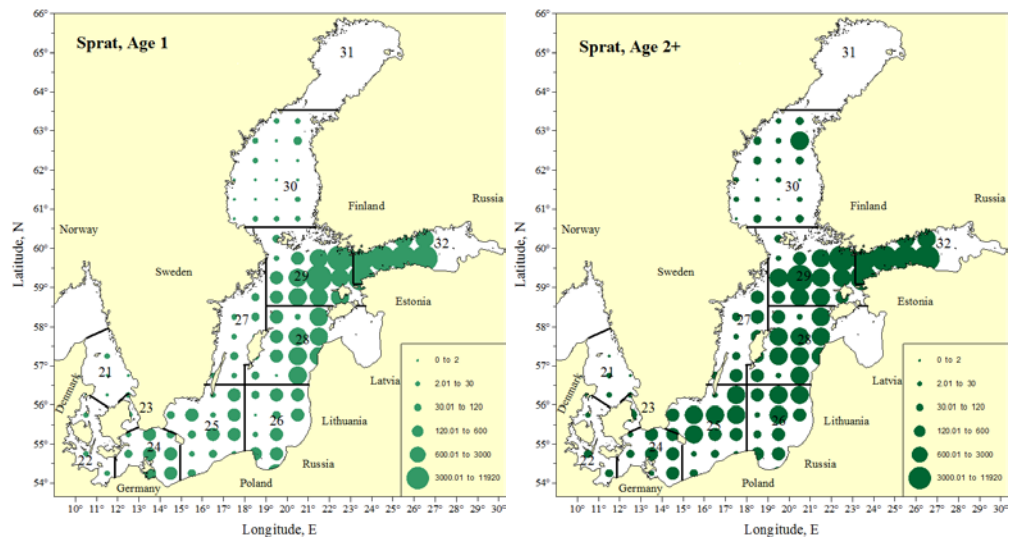 Sprat, Age 1
31
30
Finland
Russia
Norway
Sweden
32
29
Estonia
27
28
Latvia
21
Denmark
23
25
26
Lithuania
24
22
Russia
Germany
Poland
0 to 2
2.01 to 30
30.01 to 120
120.01 to 600
600.01 to 3000
3000.01 to 11920
66°
65°
64°
63°
62°
61°
60°
59°
58°
57°
56°
55°
54°
Latitude, N
10° 11° 12° 13° 14° 15° 16° 17° 18° 19° 20° 21° 22° 23° 24° 25° 26° 27° 28° 29° 30°
Longitude, E
Sprat, Age 2+
31
30
Finland
Russia
Norway
Sweden
32
29
Estonia
27
28
Latvia
21
Denmark
23
25
26
Lithuania
24
22
Russia
Germany
Poland
0 to 2
2.01 to 30
30.01 to 120
120.01 to 600
600.01 to 3000
3000.01 to 11920
66°
65°
64°
63°
62°
61°
60°
59°
58°
57°
56°
55°
54°
Latitude, N
10° 11° 12° 13° 14° 15° 16° 17° 18° 19° 20° 21° 22° 23° 24° 25° 26° 27° 28° 29° 30°
Longitude, E